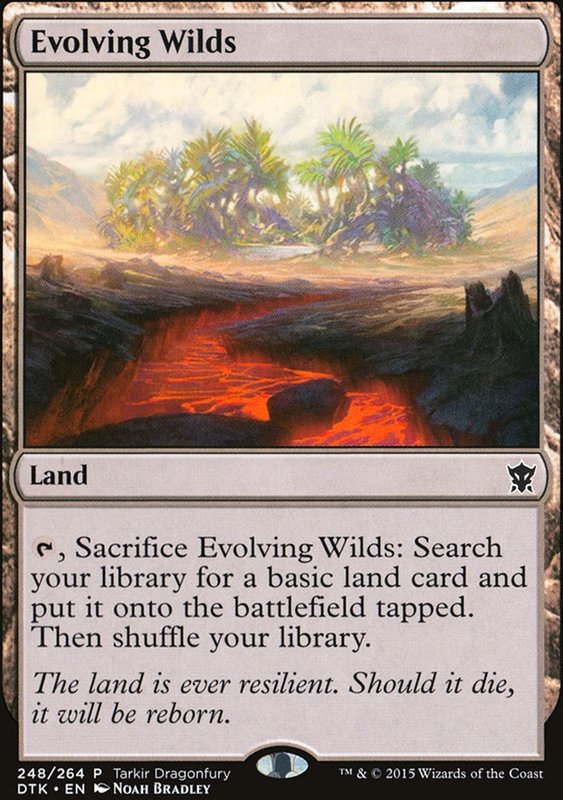 Evolving Wilds
Land
, Sacrifice Evolving Wilds: Search
your library for a basic land card and
put it onto the battlefield tapped.
Then shuffle your library.
The land is ever resilient. Should it die,
it will be reborn.
248/264 P Tarkir Dragonfury
™ & © 2015 Wizards of the Coast
DTK • EN Noah Bradley